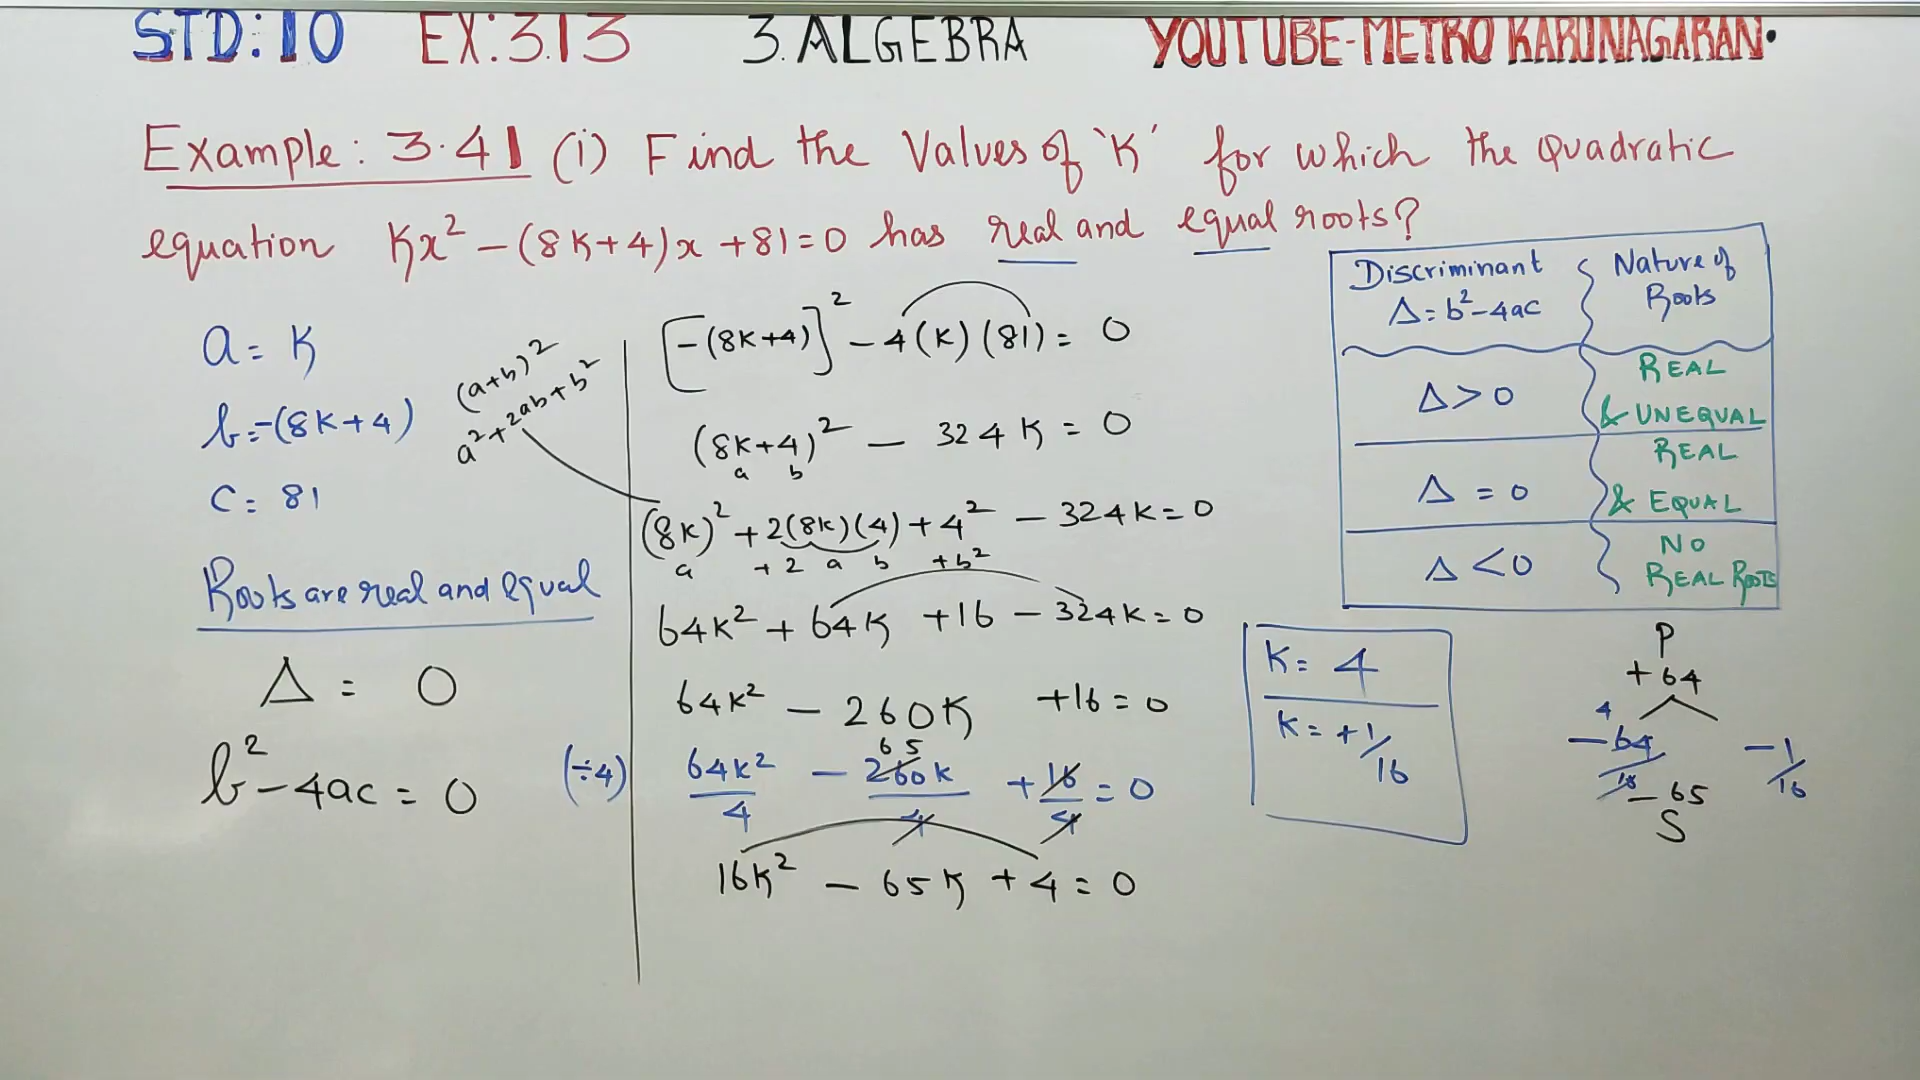 STD: 10 EX: 3.13 3. ALGEBRA YOUTUBE-METRO KARUNAGARAN.
Example: 3.41 (i) Find the Values of 'K' for which the quadratic
equation Kx² - (8K+4)x + 81 = 0 has real and equal roots?
a = K
b = -(8K+4)
c = 81
Roots are real and equal
Δ = 0
b² - 4ac = 0
(a+b)²
a² + 2ab + b²
[-(8K+4)]² - 4(K)(81) = 0
(8K+4)² - 324K = 0
a b
(8K)² + 2(8K)(4) + 4² - 324K = 0
a + 2 a b + b²
64K² + 64K + 16 - 324K = 0
64K² - 260K + 16 = 0
65
(÷4) 64K²/4 - 260K/4 + 16/4 = 0
16K² - 65K + 4 = 0
Discriminant Nature of
Δ = b² - 4ac Roots
Δ > 0 REAL
& UNEQUAL
Δ = 0 REAL
& EQUAL
Δ < 0 NO
REAL ROOTS
K = 4
K = +1/16
P
+64
4
-64/16 -1/16
-65
S